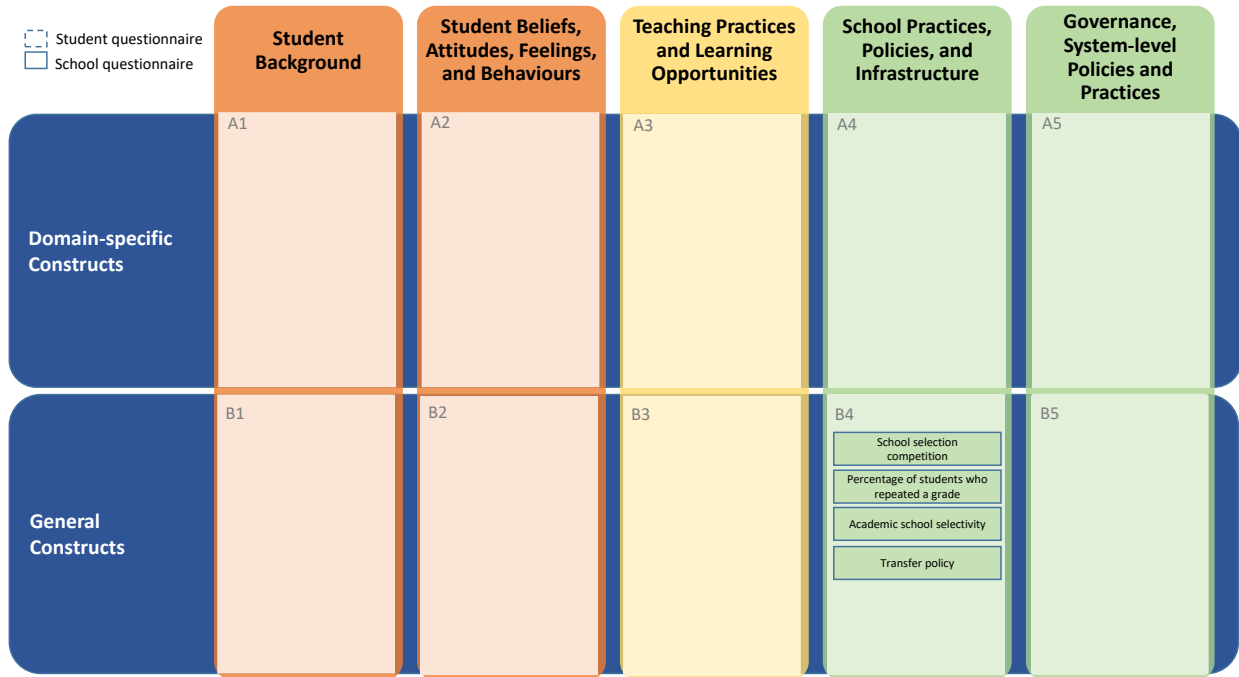 Student questionnaire
School questionnaire
Student
Background
Student Beliefs,
Attitudes, Feelings,
and Behaviours
Teaching Practices
and Learning
Opportunities
School Practices,
Policies, and
Infrastructure
Governance,
System-level
Policies and
Practices
Domain-specific
Constructs
A1
A2
A3
A4
A5
General
Constructs
B1
B2
B3
B4
School selection
competition
Percentage of students who
repeated a grade
Academic school selectivity
Transfer policy
B5